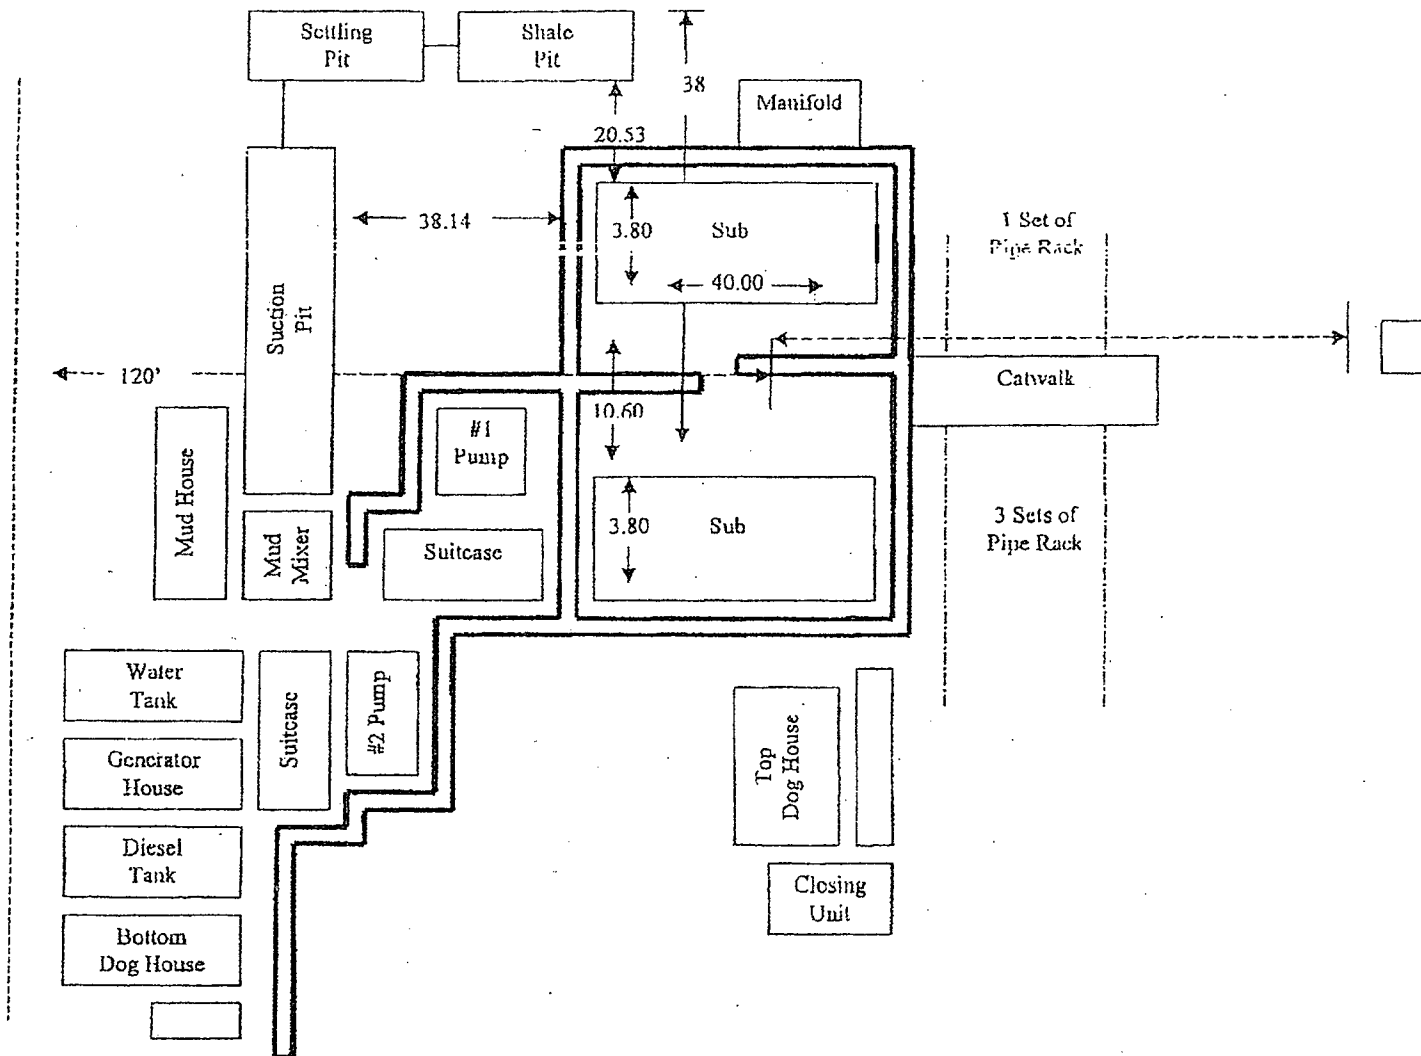 Settling
Pit
Shale
Pit
38
Manifold
20.53
38.14
3.80
Sub
1 Set of
Pipe Rack
40.00
Suction
Pit
120'
Catwalk
10.60
#1
Pump
Mud House
Mud
Mixer
Suitcase
3.80
Sub
3 Sets of
Pipe Rack
Water
Tank
Suitcase
#2 Pump
Generator
House
Top
Dog House
Diesel
Tank
Closing
Unit
Bottom
Dog House